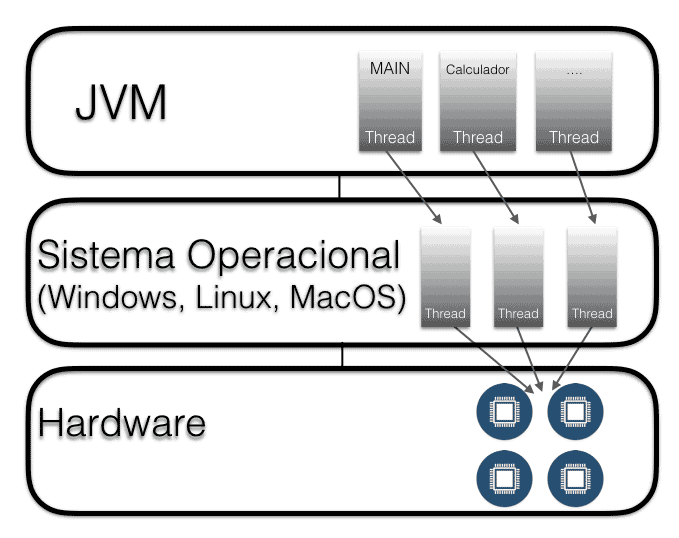 JVM
MAIN
Thread
Calculador
Thread
....
Thread
Sistema Operacional
(Windows, Linux, MacOS)
Thread
Thread
Thread
Hardware